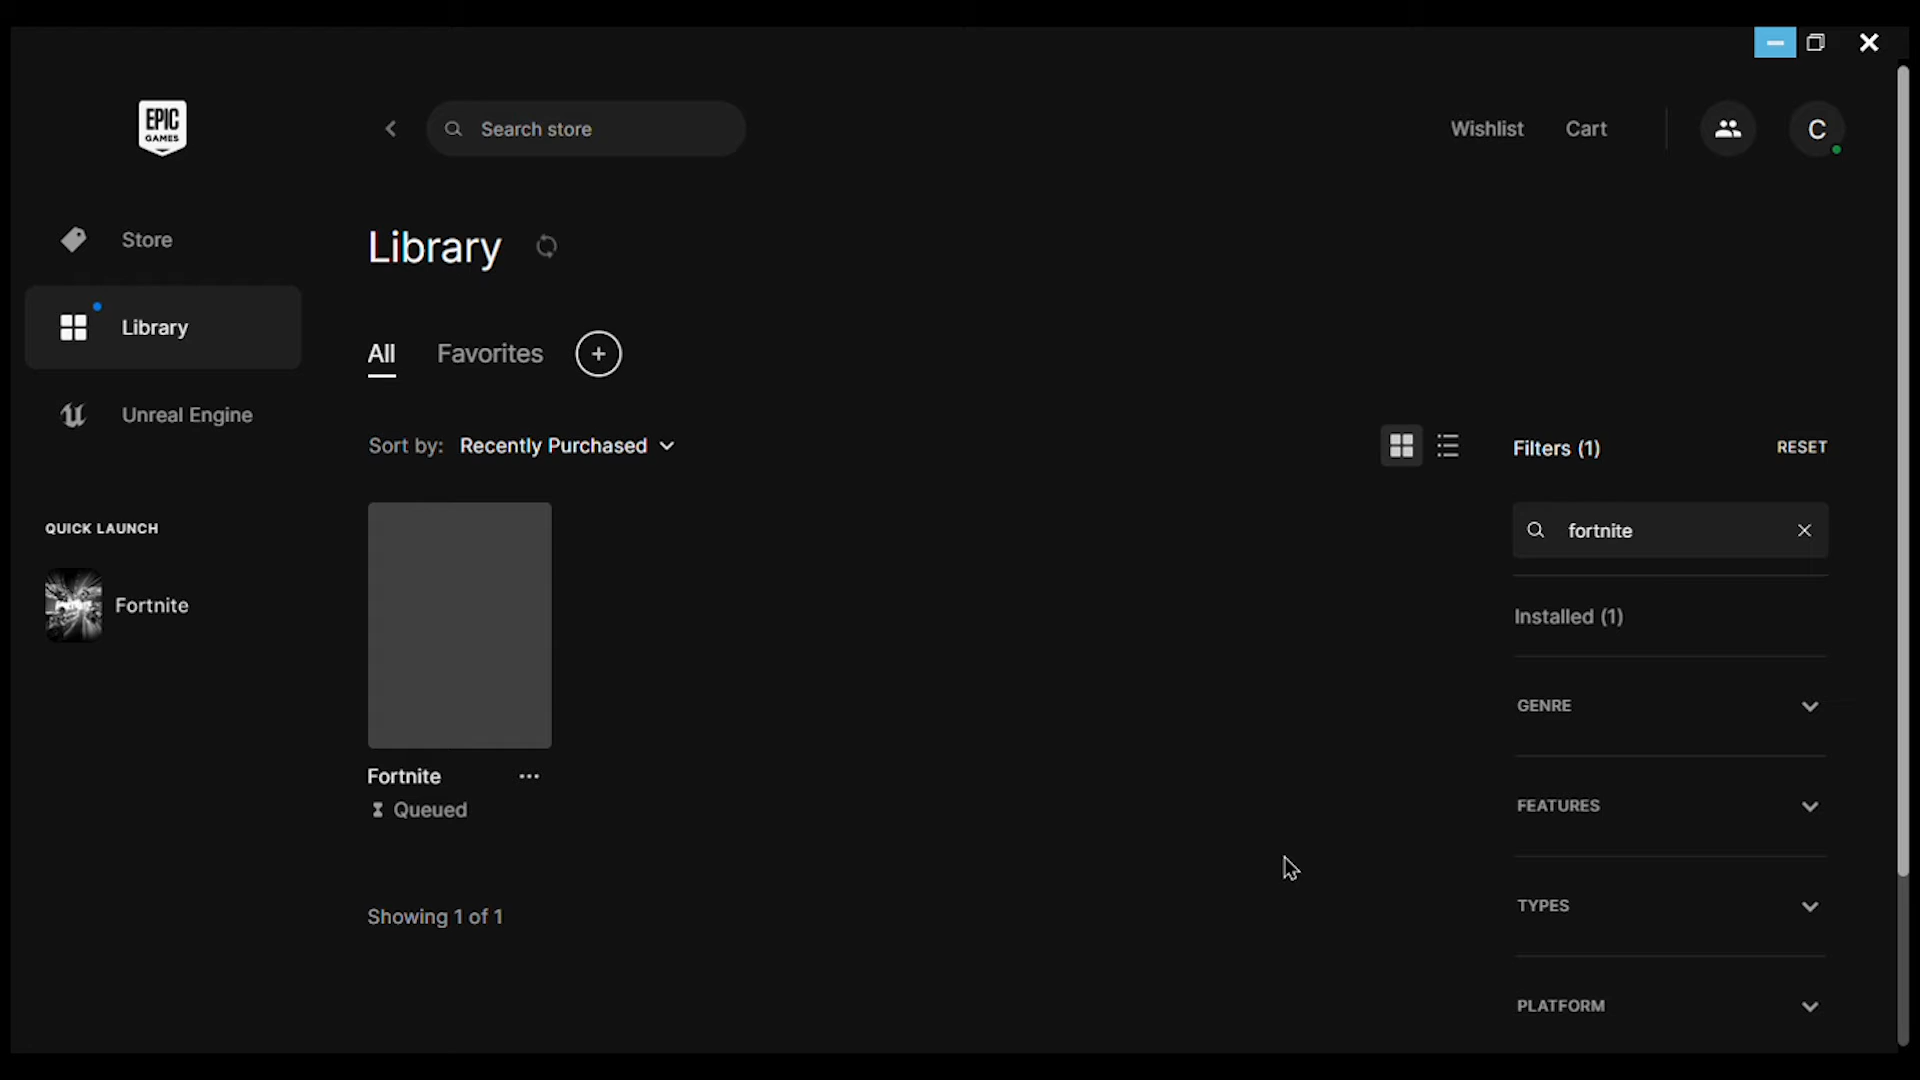 EPIC
GAMES
Search store
Wishlist
Cart
C
Store
Library
Library
All
Favorites
Unreal Engine
Sort by: Recently Purchased
Filters (1)
RESET
fortnite
QUICK LAUNCH
Fortnite
Installed (1)
GENRE
Fortnite
Queued
FEATURES
Showing 1 of 1
TYPES
PLATFORM